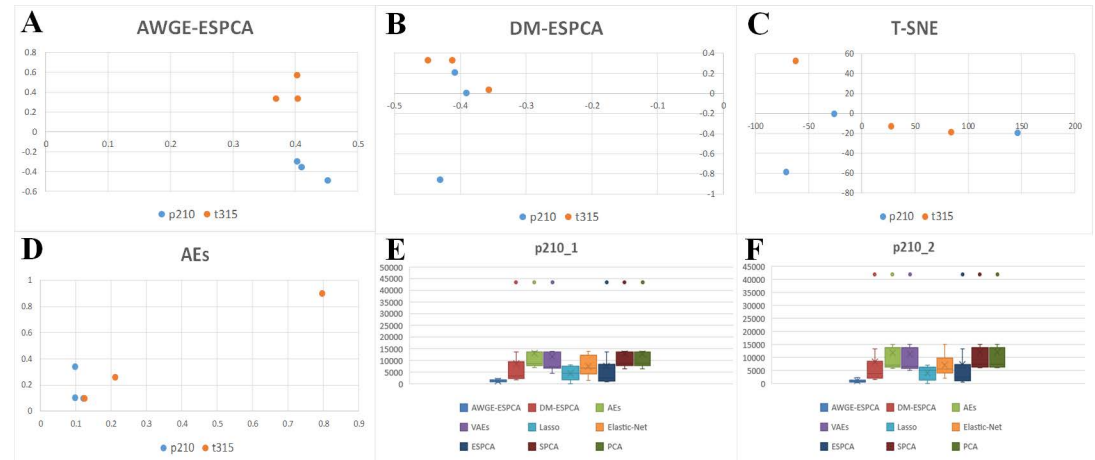 A
AWGE-ESPCA
0.8
0.6
0.4
0.2
0
0 0.1 0.2 0.3 0.4 0.5
-0.2
-0.4
-0.6
p210 t315
B
DM-ESPCA
0.4
0.2
0
-0.5 -0.4 -0.3 -0.2 -0.1 0
-0.2
-0.4
-0.6
-0.8
-1
p210 t315
C
T-SNE
60
40
20
0
-100 -50 0 50 100 150 200
-20
-40
-60
-80
p210 t315
D
AEs
1
0.8
0.6
0.4
0.2
0
0 0.1 0.2 0.3 0.4 0.5 0.6 0.7 0.8 0.9
p210 t315
E
p210_1
50000
45000
40000
35000
30000
25000
20000
15000
10000
5000
0
AWGE-ESPCA DM-ESPCA AEs
VAEs Lasso Elastic-Net
ESPCA SPCA PCA
F
p210_2
45000
40000
35000
30000
25000
20000
15000
10000
5000
0
AWGE-ESPCA DM-ESPCA AEs
VAEs Lasso Elastic-Net
ESPCA SPCA PCA